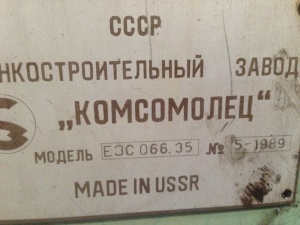 СССР
НКОСТРОИТЕЛЬНЫЙ ЗАВОД
„КОМСОМОЛЕЦ“
МОДЕЛЬ ЕЗС 066.35 № 5-1989
MADE IN USSR